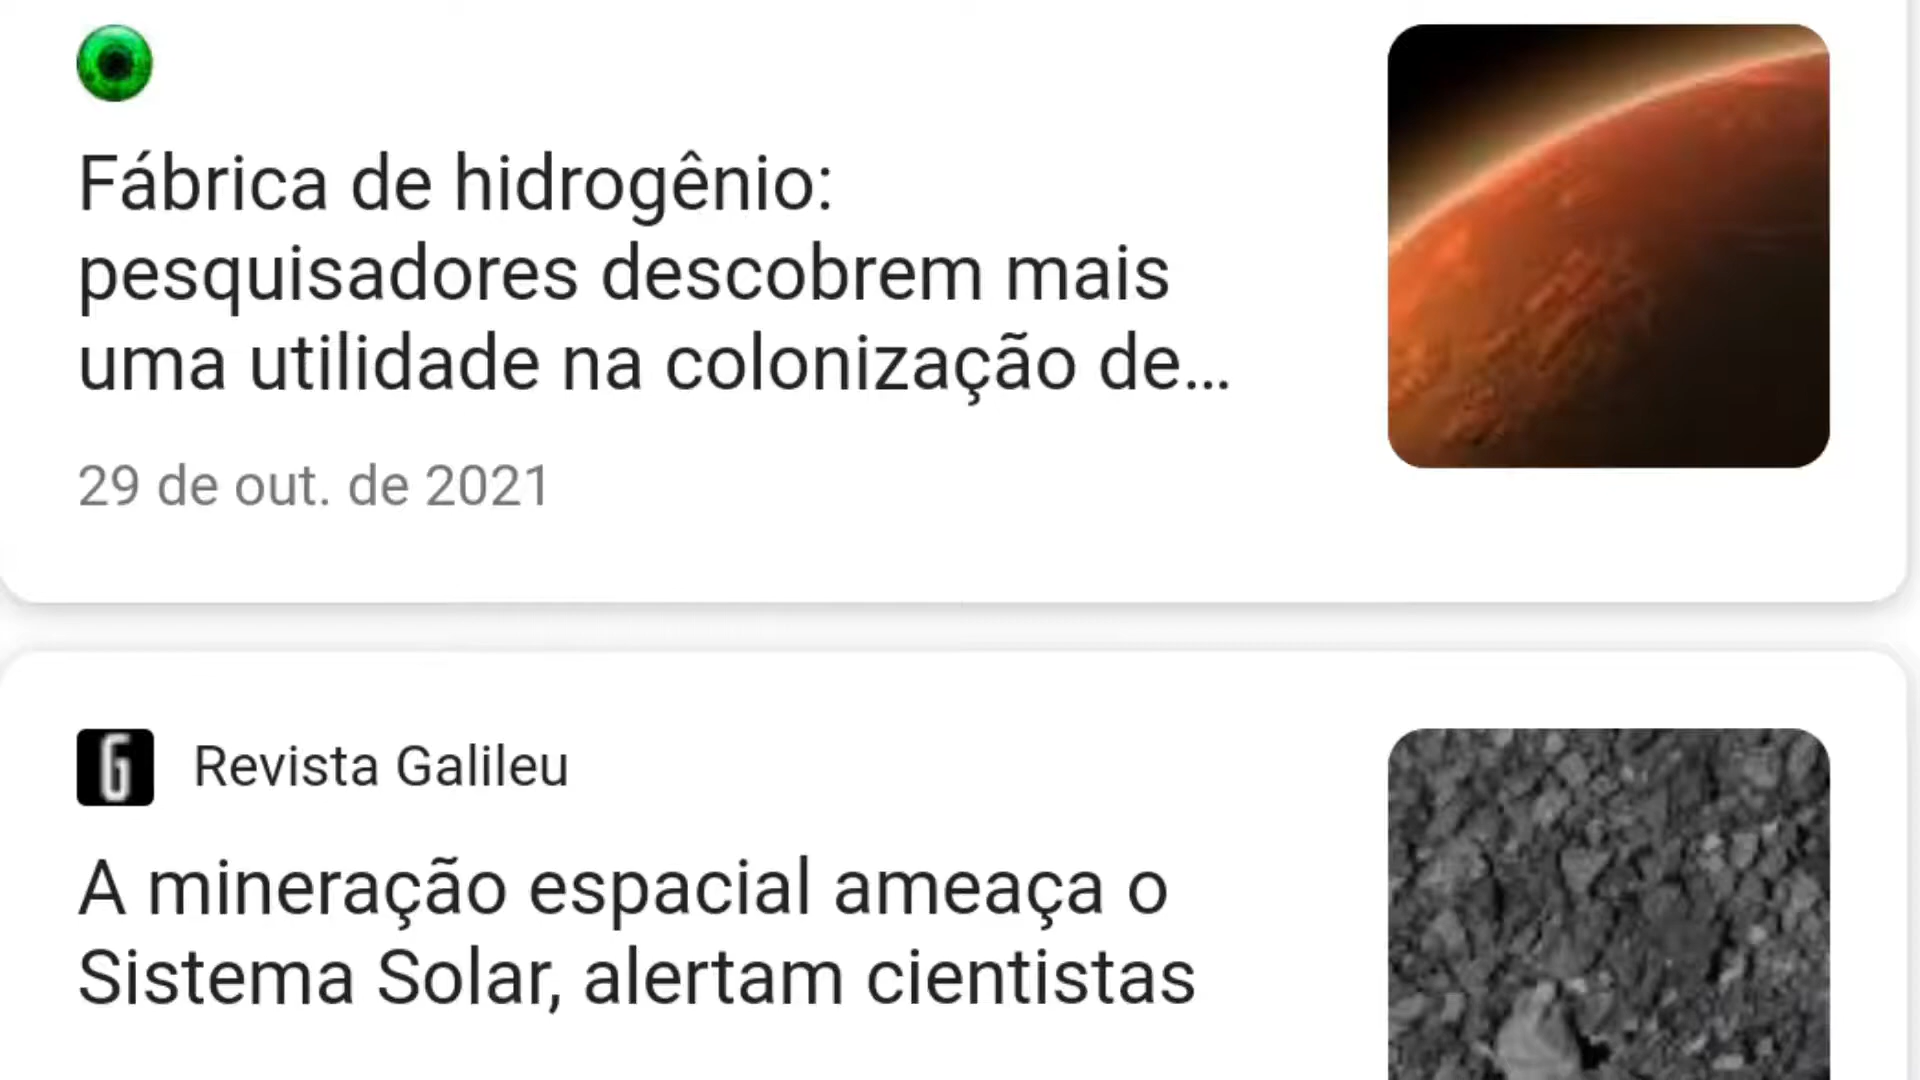 Fábrica de hidrogênio:
pesquisadores descobrem mais
uma utilidade na colonização de...
29 de out. de 2021
G Revista Galileu
A mineração espacial ameaça o
Sistema Solar, alertam cientistas